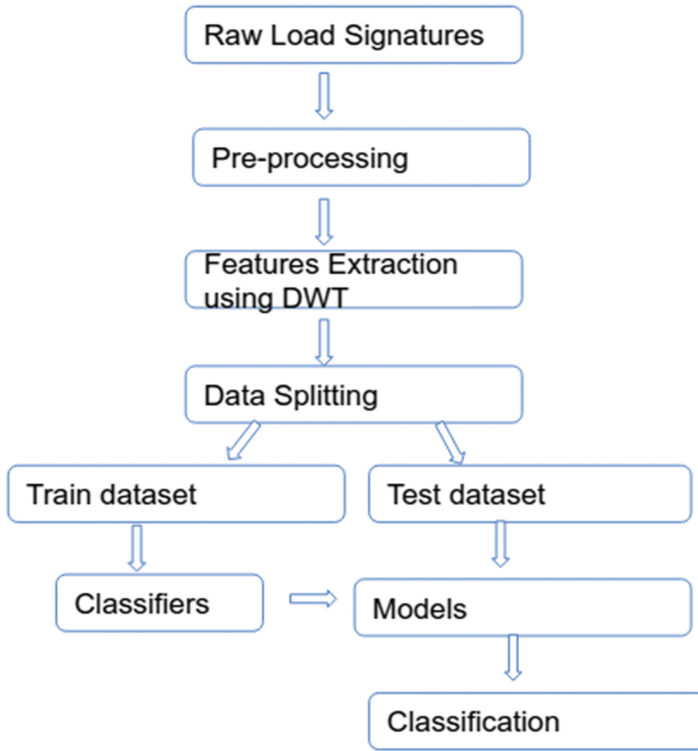 Raw Load Signatures
Pre-processing
Features Extraction
using DWT
Data Splitting
Train dataset
Test dataset
Classifiers
Models
Classification